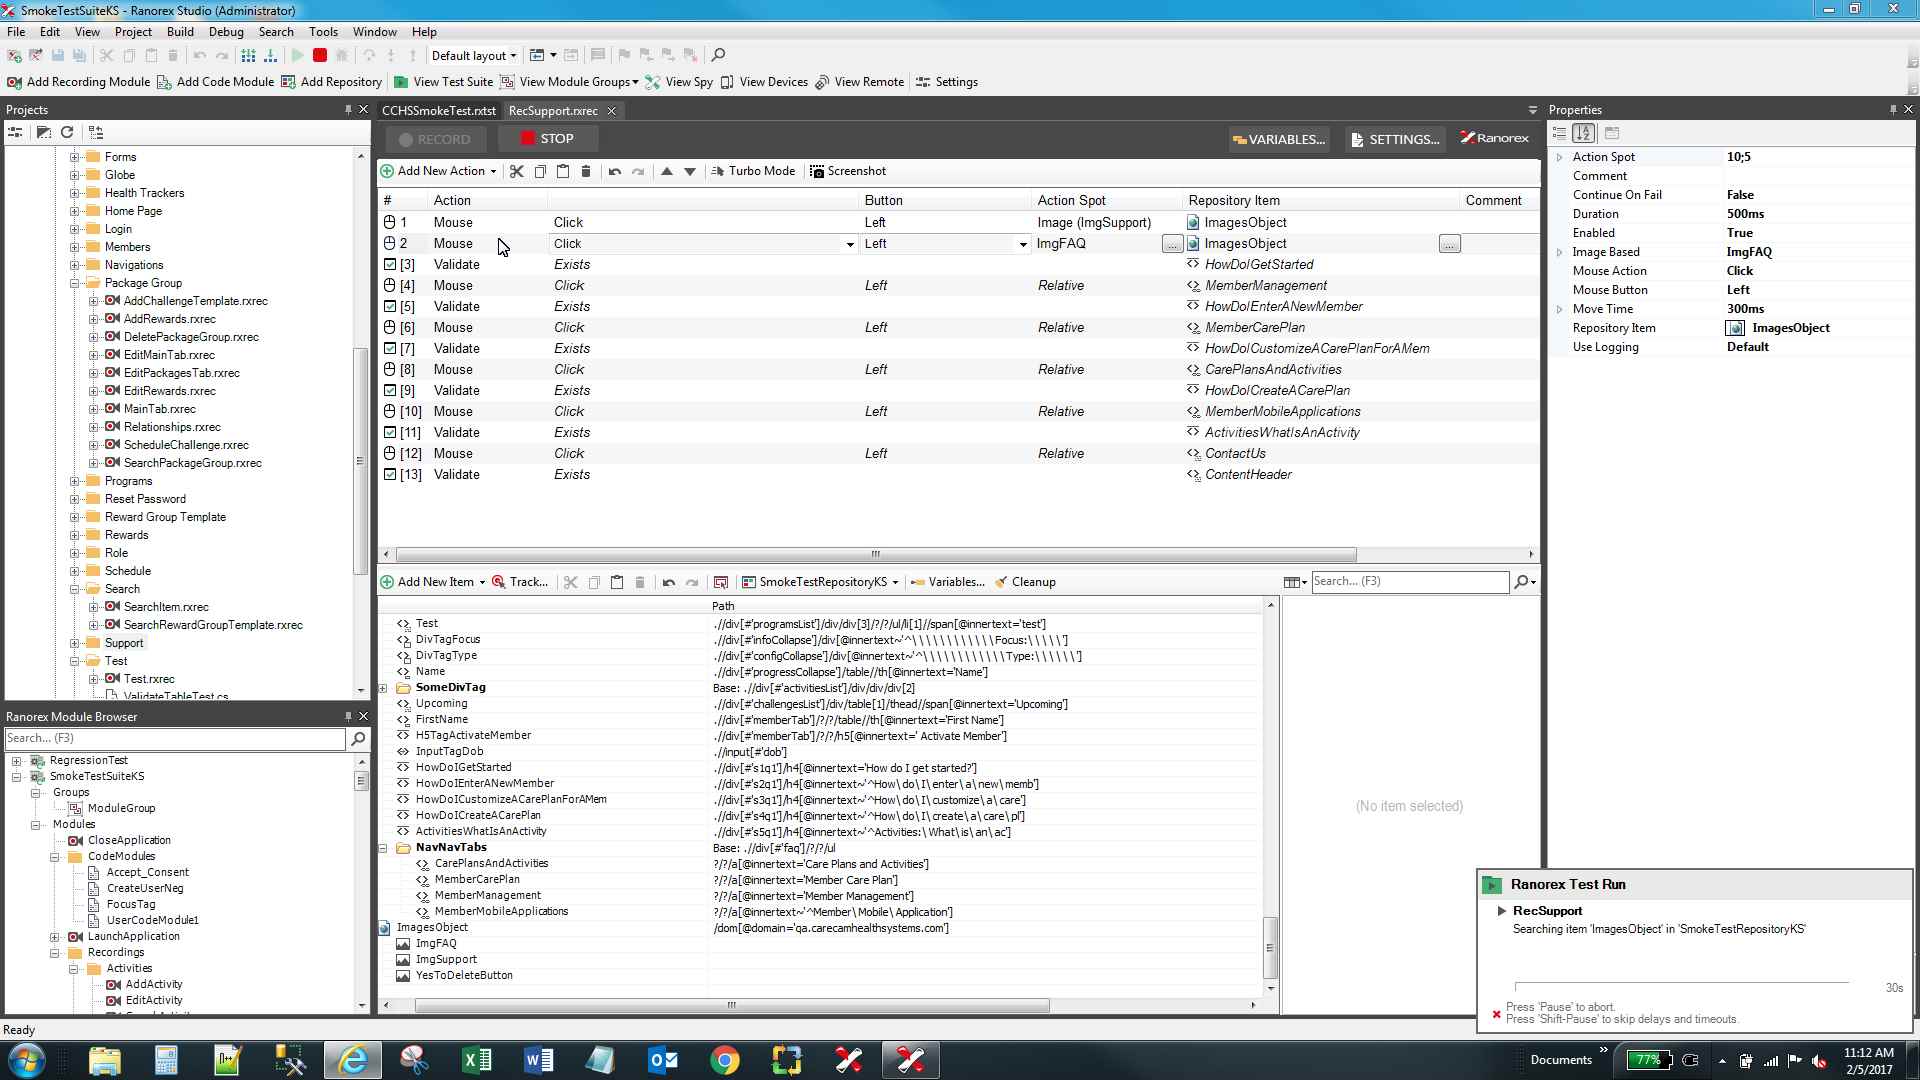 SmokeTestSuiteKS - Ranorex Studio (Administrator)
File Edit View Project Build Debug Search Tools Window Help
Default layout
Add Recording Module Add Code Module Add Repository View Test Suite View Module Groups View Spy View Devices View Remote Settings
Projects
Forms
Globe
Health Trackers
Home Page
Login
Members
Navigations
Package Group
AddChallengeTemplate.rxrec
AddRewards.rxrec
DeletePackageGroup.rxrec
EditMainTab.rxrec
EditPackagesTab.rxrec
EditRewards.rxrec
MainTab.rxrec
Relationships.rxrec
ScheduleChallenge.rxrec
SearchPackageGroup.rxrec
Programs
Reset Password
Reward Group Template
Rewards
Role
Schedule
Search
SearchItem.rxrec
SearchRewardGroupTemplate.rxrec
Support
Test
Test.rxrec
ValidateTableTest.cs
Ranorex Module Browser
Search... (F3)
RegressionTest
SmokeTestSuiteKS
Groups
ModuleGroup
Modules
CloseApplication
CodeModules
Accept_Consent
CreateUserNeg
FocusTag
UserCodeModule1
LaunchApplication
Recordings
Activities
AddActivity
EditActivity
CCHSSmokeTest.rxtst RecSupport.rxrec
RECORD STOP VARIABLES... SETTINGS... Ranorex
Add New Action Turbo Mode Screenshot
# Action Button Action Spot Repository Item Comment
1 Mouse Click Left Image (ImgSupport) ImagesObject
2 Mouse Click Left ImgFAQ ... ImagesObject ...
[3] Validate Exists HowDoIGetStarted
[4] Mouse Click Left Relative MemberManagement
[5] Validate Exists HowDoIEnterANewMember
[6] Mouse Click Left Relative MemberCarePlan
[7] Validate Exists HowDoICustomizeACarePlanForAMem
[8] Mouse Click Left Relative CarePlansAndActivities
[9] Validate Exists HowDoICreateACarePlan
[10] Mouse Click Left Relative MemberMobileApplications
[11] Validate Exists ActivitiesWhatIsAnActivity
[12] Mouse Click Left Relative ContactUs
[13] Validate Exists ContentHeader
Add New Item Track... SmokeTestRepositoryKS Variables... Cleanup Search... (F3)
Path
Test .//div[#'programsList']/div/div[3]/?/?/ul/li[1]//span[@innertext='test']
DivTagFocus .//div[#'infoCollapse']/div[@innertext~'^\ \ \ \ \ \ \ \ \ \ \ \ Focus:\ \ \ \ \ ']
DivTagType .//div[#'configCollapse']/div[@innertext~'^\ \ \ \ \ \ \ \ \ \ \ \ Type:\ \ \ \ \ \ ']
Name .//div[#'progressCollapse']/table//th[@innertext='Name']
SomeDivTag Base: .//div[#'activitiesList']/div/div/div[2]
Upcoming .//div[#'challengesList']/div/table[1]/thead//span[@innertext='Upcoming']
FirstName .//div[#'memberTab']/?/?/table//th[@innertext='First Name']
H5TagActivateMember .//div[#'memberTab']/?/?/h5[@innertext=' Activate Member']
InputTagDob .//input[#'dob']
HowDoIGetStarted .//div[#'s1q1']/h4[@innertext='How do I get started?']
HowDoIEnterANewMember .//div[#'s2q1']/h4[@innertext~'^How\ do\ I\ enter\ a\ new\ memb']
HowDoICustomizeACarePlanForAMem .//div[#'s3q1']/h4[@innertext~'^How\ do\ I\ customize\ a\ care']
HowDoICreateACarePlan .//div[#'s4q1']/h4[@innertext~'^How\ do\ I\ create\ a\ care\ pl']
ActivitiesWhatIsAnActivity .//div[#'s5q1']/h4[@innertext~'^Activities:\ What\ is\ an\ ac']
NavNavTabs Base: .//div[#'faq']/?/?/ul
CarePlansAndActivities ?/?/a[@innertext='Care Plans and Activities']
MemberCarePlan ?/?/a[@innertext='Member Care Plan']
MemberManagement ?/?/a[@innertext='Member Management']
MemberMobileApplications ?/?/a[@innertext~'^Member\ Mobile\ Application']
ImagesObject /dom[@domain='qa.carecamhealthsystems.com']
ImgFAQ
ImgSupport
YesToDeleteButton
(No item selected)
Properties
Action Spot 10;5
Comment
Continue On Fail False
Duration 500ms
Enabled True
Image Based ImgFAQ
Mouse Action Click
Mouse Button Left
Move Time 300ms
Repository Item ImagesObject
Use Logging Default
Ranorex Test Run
RecSupport
Searching item 'ImagesObject' in 'SmokeTestRepositoryKS'
30s
Press 'Pause' to abort.
Press 'Shift-Pause' to skip delays and timeouts.
Ready
Documents 77% 11:12 AM
2/5/2017